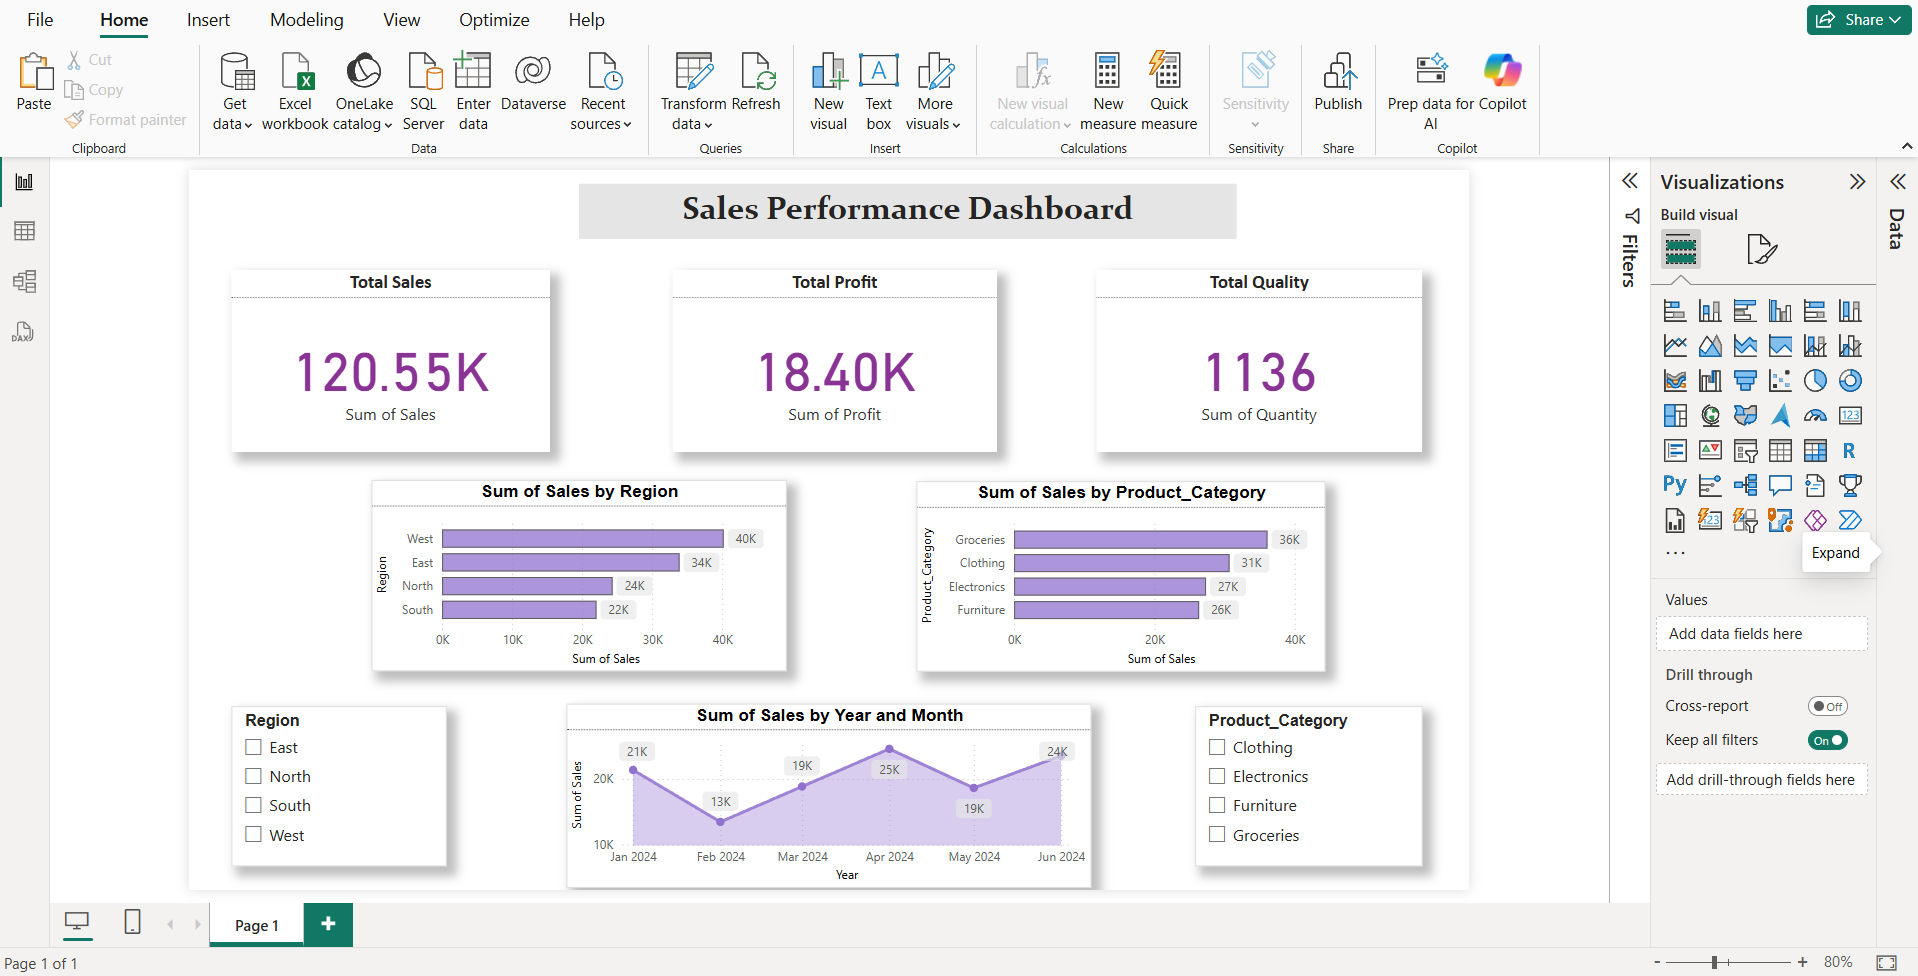 File Home Insert Modeling View Optimize Help Share
Paste
Cut
Copy
Format painter
Clipboard
Get data
Excel workbook
OneLake catalog
SQL Server
Enter data
Dataverse
Recent sources
Data
Transform data
Refresh
Queries
New visual
Text box
More visuals
Insert
New visual calculation
New measure
Quick measure
Calculations
Sensitivity
Sensitivity
Publish
Share
Prep data for AI
Copilot
Copilot
DAX
Sales Performance Dashboard
Total Sales
120.55K
Sum of Sales
Total Profit
18.40K
Sum of Profit
Total Quality
1136
Sum of Quantity
Sum of Sales by Region
Region
West 40K
East 34K
North 24K
South 22K
0K 10K 20K 30K 40K
Sum of Sales
Sum of Sales by Product_Category
Product_Category
Groceries 36K
Clothing 31K
Electronics 27K
Furniture 26K
0K 20K 40K
Sum of Sales
Region
East
North
South
West
Sum of Sales by Year and Month
Sum of Sales
20K
10K
21K 13K 19K 25K 19K 24K
Jan 2024 Feb 2024 Mar 2024 Apr 2024 May 2024 Jun 2024
Year
Product_Category
Clothing
Electronics
Furniture
Groceries
Filters
Visualizations
Build visual
123
R
Py
123
Expand
Values
Add data fields here
Drill through
Cross-report Off
Keep all filters On
Add drill-through fields here
Data
Page 1
Page 1 of 1
- + 80%